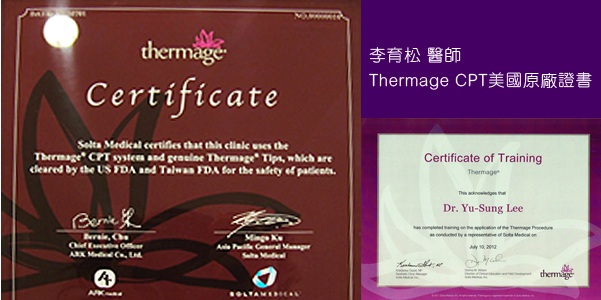 NO.00000010
thermage
Certificate
Solta Medical certifies that this clinic uses the
Thermage® CPT system and genuine Thermage® Tips, which are
cleared by the US FDA and Taiwan FDA for the safety of patients.
Bernie, Chu
Chief Executive Officer
ARK Medical Co., Ltd.
Mingo Ku
Asia Pacific General Manager
Solta Medical
ARK medical
SOLTAMEDICAL
李育松 醫師
Thermage CPT美國原廠證書
Certificate of Training
Thermage®
This acknowledges that
Dr. Yu-Sung Lee
has completed training on the application of the Thermage Procedure
as conducted by a representative of Solta Medical on
July 10, 2012
thermage